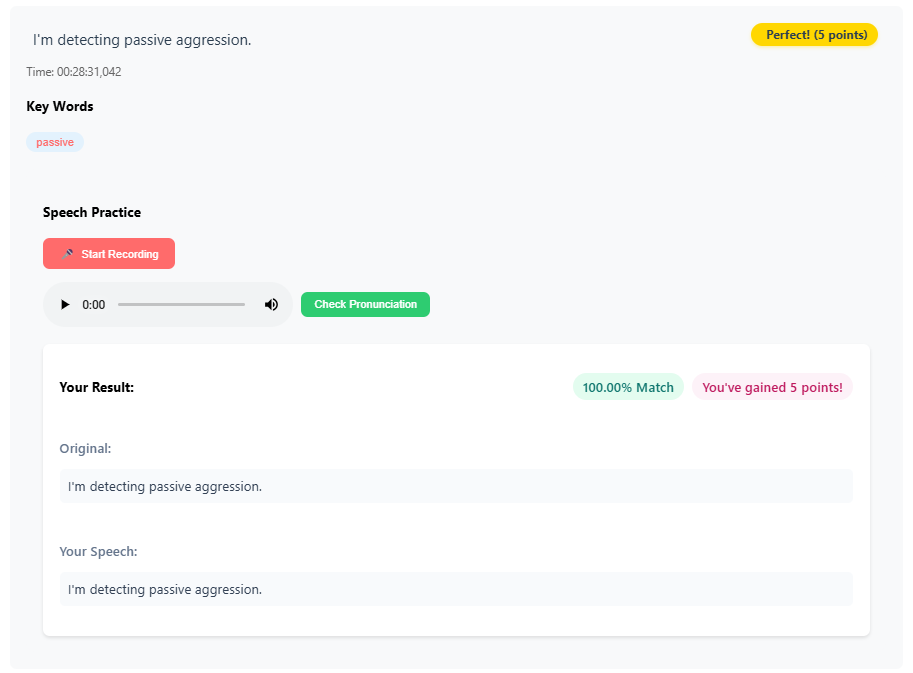 I'm detecting passive aggression.
Perfect! (5 points)
Time: 00:28:31,042
Key Words
passive
Speech Practice
Start Recording
0:00
Check Pronunciation
Your Result:
100.00% Match
You've gained 5 points!
Original:
I'm detecting passive aggression.
Your Speech:
I'm detecting passive aggression.